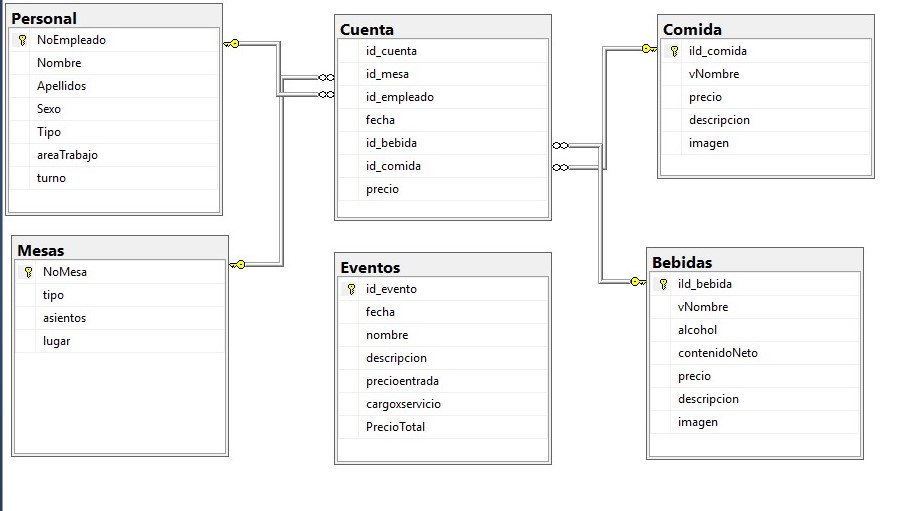 Personal
NoEmpleado
Nombre
Apellidos
Sexo
Tipo
areaTrabajo
turno
Cuenta
id_cuenta
id_mesa
id_empleado
fecha
id_bebida
id_comida
precio
Comida
iId_comida
vNombre
precio
descripcion
imagen
Mesas
NoMesa
tipo
asientos
lugar
Eventos
id_evento
fecha
nombre
descripcion
precioentrada
cargoxservicio
PrecioTotal
Bebidas
iId_bebida
vNombre
alcohol
contenidoNeto
precio
descripcion
imagen